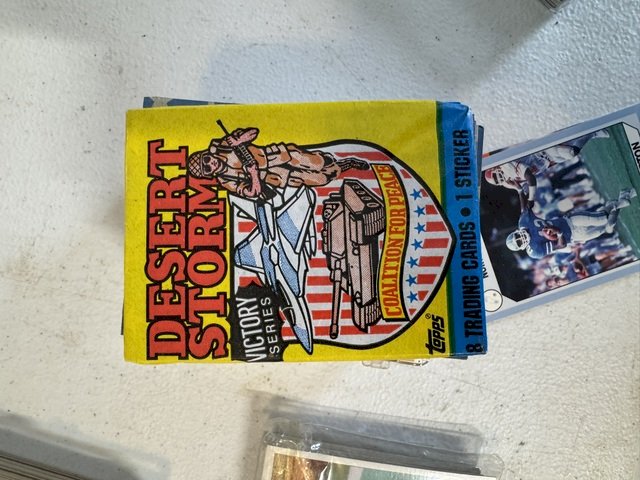 DESERT
STORM
VICTORY
SERIES
COALITION FOR PEACE
TOPPS®
8 TRADING CARDS • 1 STICKER